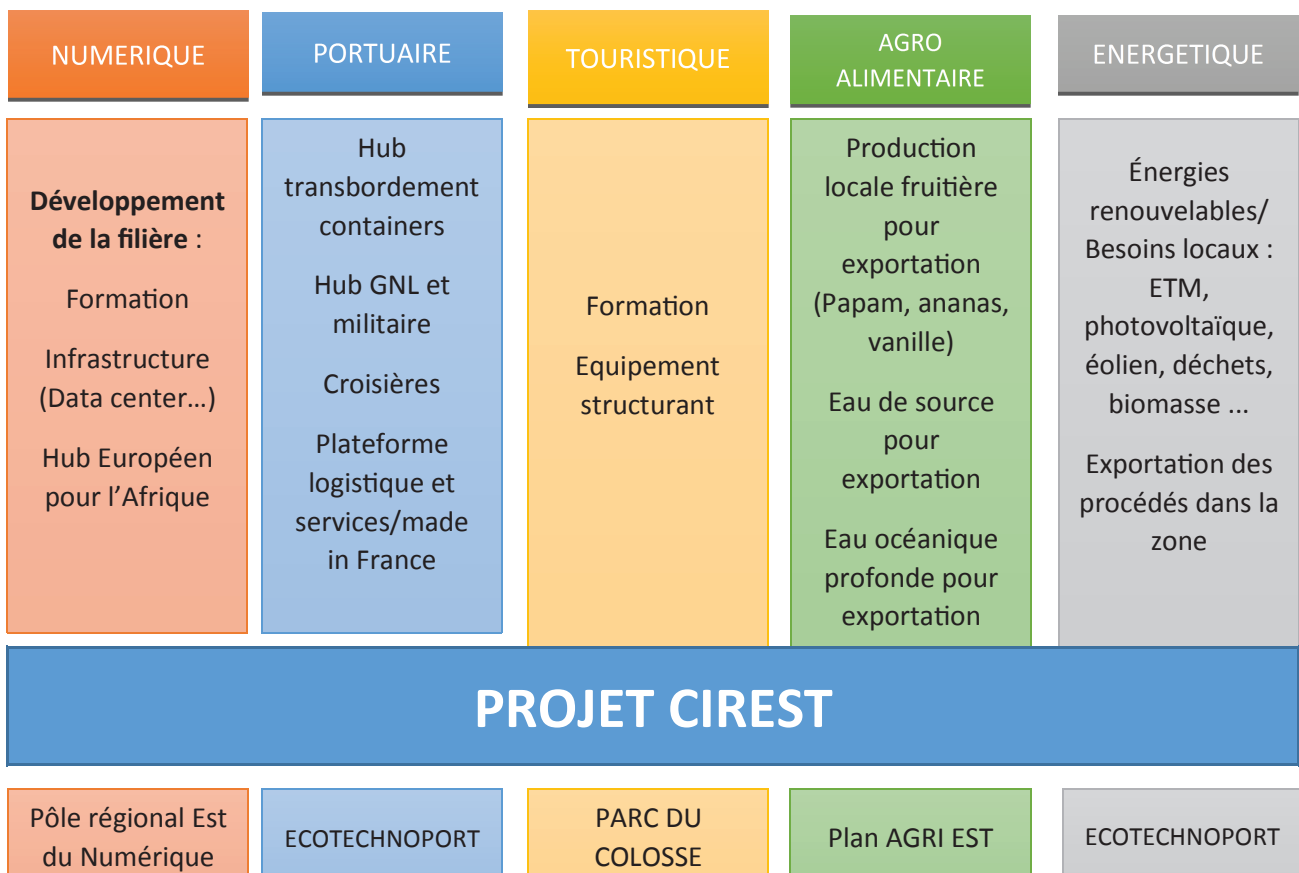 NUMERIQUE
PORTUAIRE
TOURISTIQUE
AGRO
ALIMENTAIRE
ENERGETIQUE
Développement
de la filière :
Formation
Infrastructure
(Data center…)
Hub Européen
pour l’Afrique
Hub
transbordement
containers
Hub GNL et
militaire
Croisières
Plateforme
logistique et
services/made
in France
Formation
Equipement
structurant
Production
locale fruitière
pour
exportation
(Papam, ananas,
vanille)
Eau de source
pour
exportation
Eau océanique
profonde pour
exportation
Énergies
renouvelables/
Besoins locaux :
ETM,
photovoltaïque,
éolien, déchets,
biomasse ...
Exportation des
procédés dans la
zone
PROJET CIREST
Pôle régional Est
du Numérique
ECOTECHNOPORT
PARC DU
COLOSSE
Plan AGRI EST
ECOTECHNOPORT